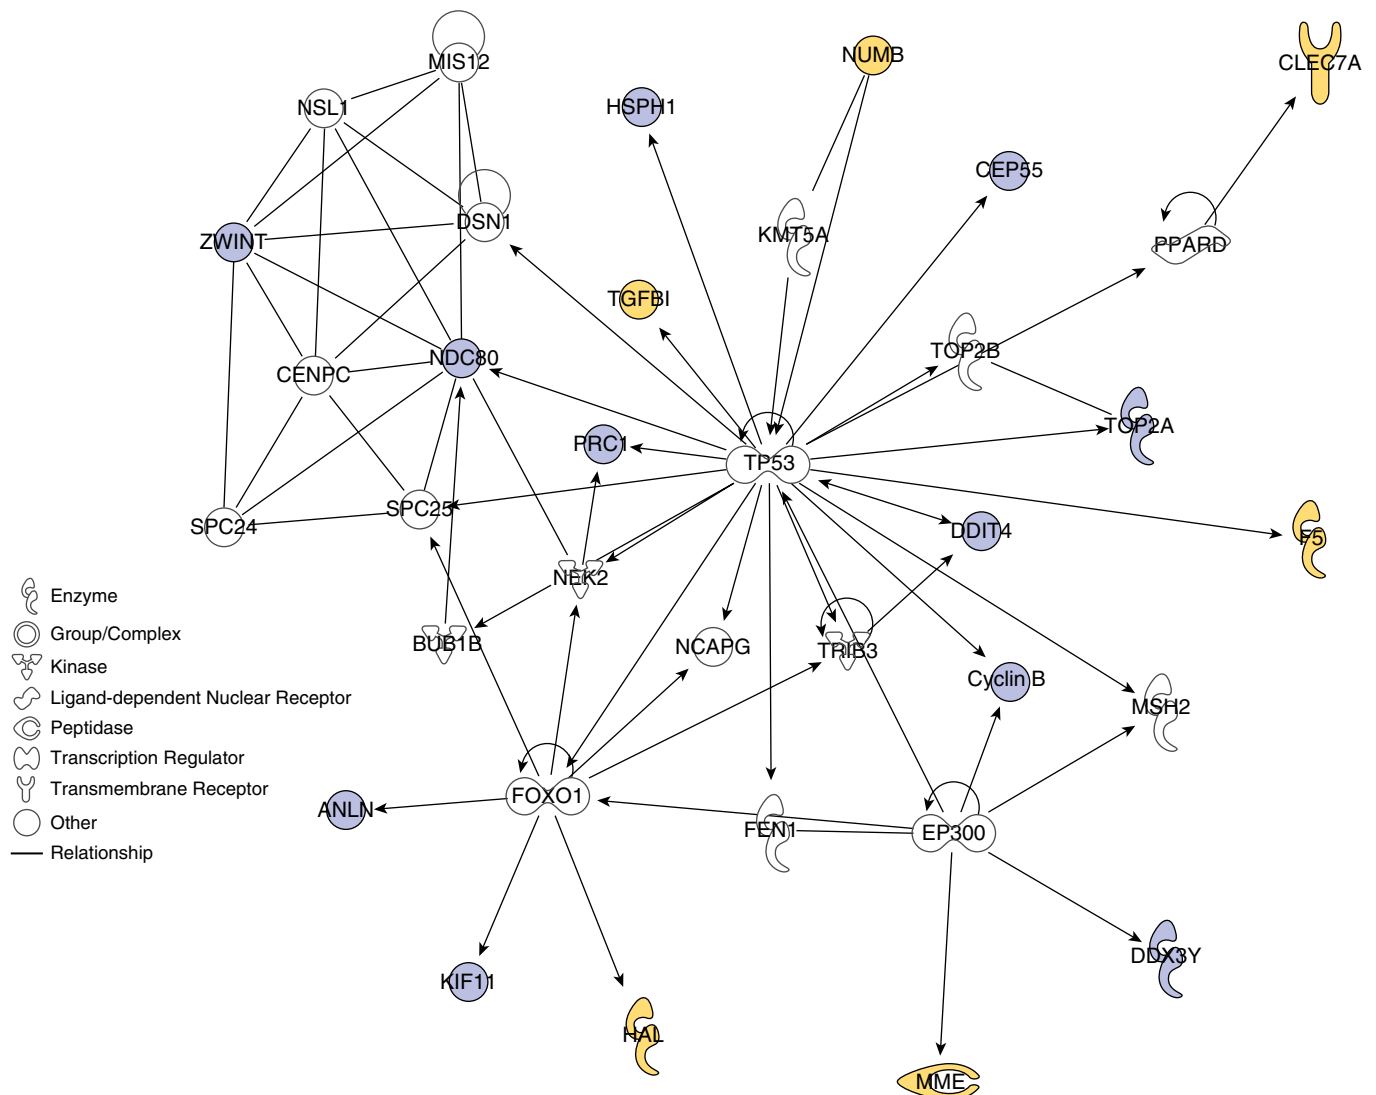 MIS12
NUMB
CLEC7A
NSL1
HSPH1
CEP55
DSN1
KMT5A
ZWINT
PPARD
TGFBI
TOP2B
NDC80
CENPC
TOP2A
PRC1
TP53
SPC25
SPC24
DDIT4
F5
NEK2
Enzyme
Group/Complex
BUB1B
NCAPG
TRIB3
Kinase
Cyclin B
Ligand-dependent Nuclear Receptor
MSH2
Peptidase
Transcription Regulator
Transmembrane Receptor
FOXO1
ANLN
Other
FEN1
EP300
Relationship
DDX3Y
KIF11
HAL
MME